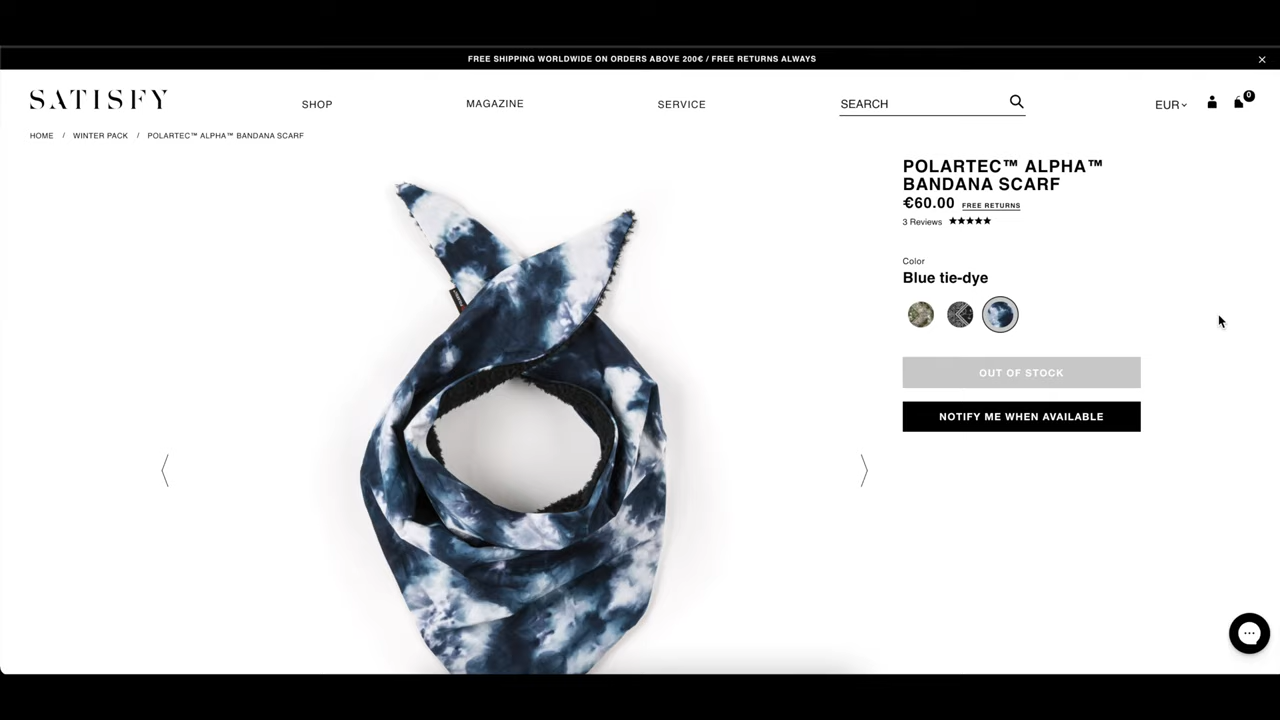 FREE SHIPPING WORLDWIDE ON ORDERS ABOVE 200€ / FREE RETURNS ALWAYS
SATISFY
SHOP
MAGAZINE
SERVICE
SEARCH
EUR
0
HOME / WINTER PACK / POLARTEC™ ALPHA™ BANDANA SCARF
POLARTEC™ ALPHA™
BANDANA SCARF
€60.00 FREE RETURNS
3 Reviews ★★★★★
Color
Blue tie-dye
OUT OF STOCK
NOTIFY ME WHEN AVAILABLE